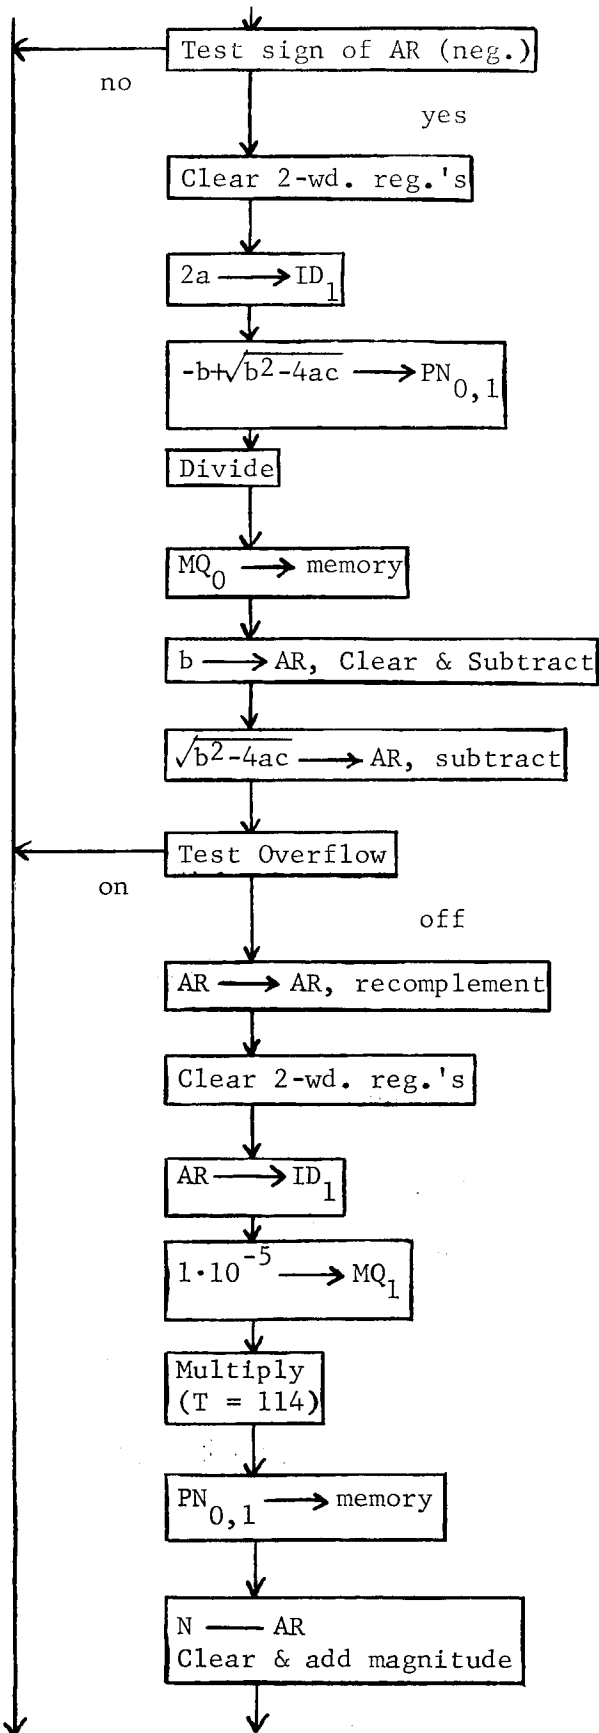 Test sign of AR (neg.)
no
yes
Clear 2-wd. reg.'s
2a → ID₁
-b+√b²-4ac → PN₀,₁
Divide
MQ₀ → memory
b → AR, Clear & Subtract
√b²-4ac → AR, subtract
Test Overflow
on
off
AR → AR, recomplement
Clear 2-wd. reg.'s
AR → ID₁
1·10⁻⁵ → MQ₁
Multiply
(T = 114)
PN₀,₁ → memory
N — AR
Clear & add magnitude